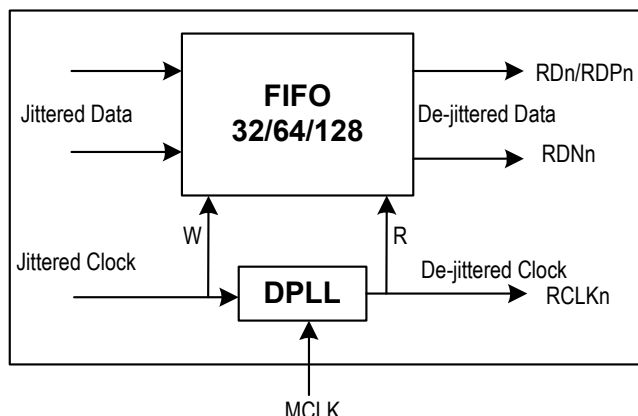 RDn/RDPn
FIFO
32/64/128
Jittered Data
De-jittered Data
RDNn
W
R
Jittered Clock
De-jittered Clock
DPLL
RCLKn
MCLK